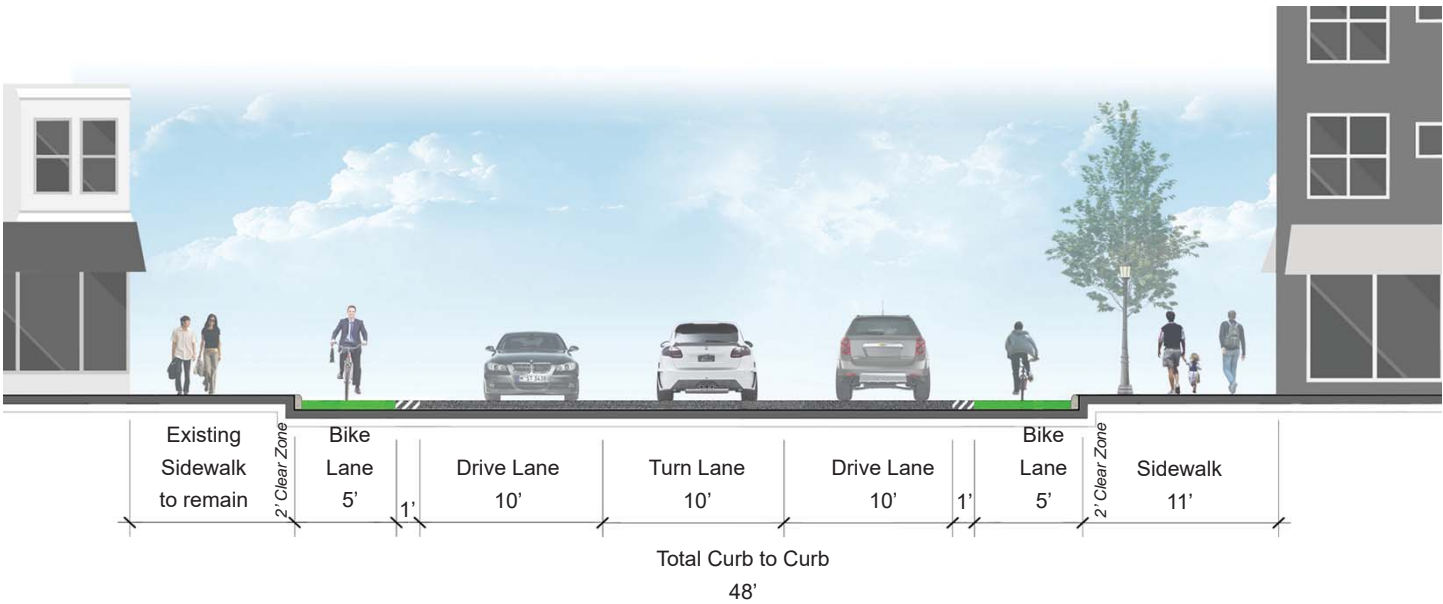 Existing
Sidewalk
to remain
2’ Clear Zone
Bike
Lane
5’
1’
Drive Lane
10’
Turn Lane
10’
Drive Lane
10’
1’
Bike
Lane
5’
2’ Clear Zone
Sidewalk
11’
Total Curb to Curb
48’